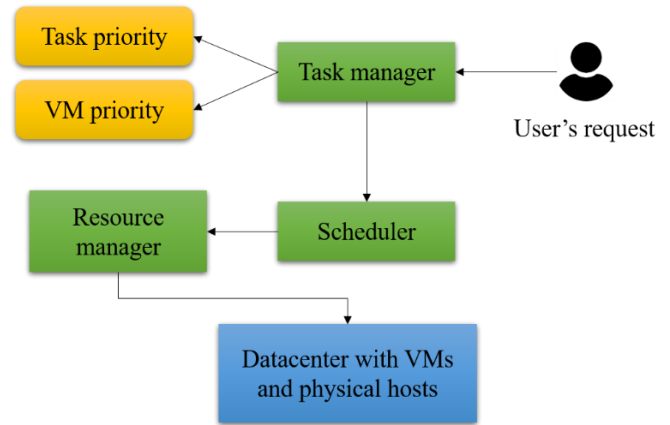 Task priority
Task manager
VM priority
User’s request
Resource
manager
Scheduler
Datacenter with VMs
and physical hosts